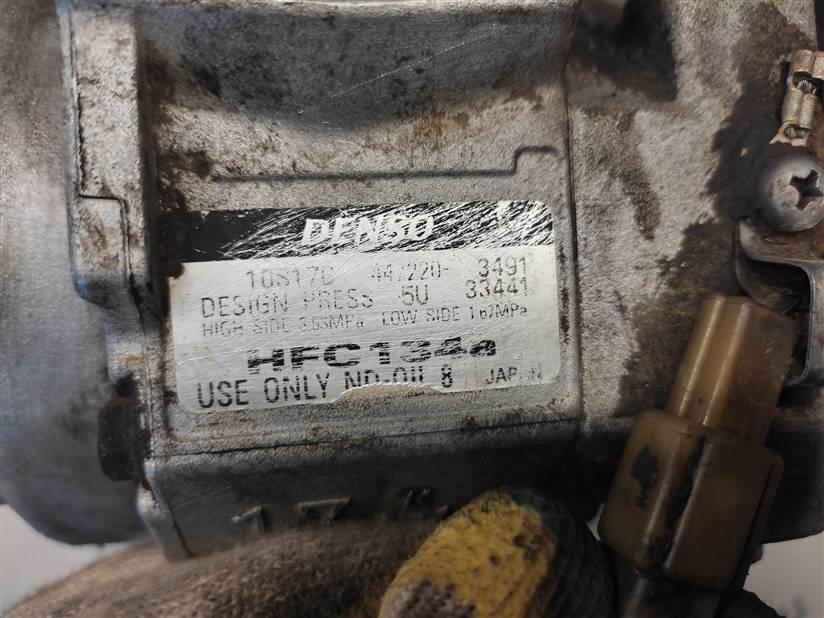 DENSO
10S17C 447220- 3491
DESIGN PRESS 5U 33441
HIGH SIDE 3.53MPa LOW SIDE 1.67MPa
HFC134a
USE ONLY ND-OIL 8 JAPAN